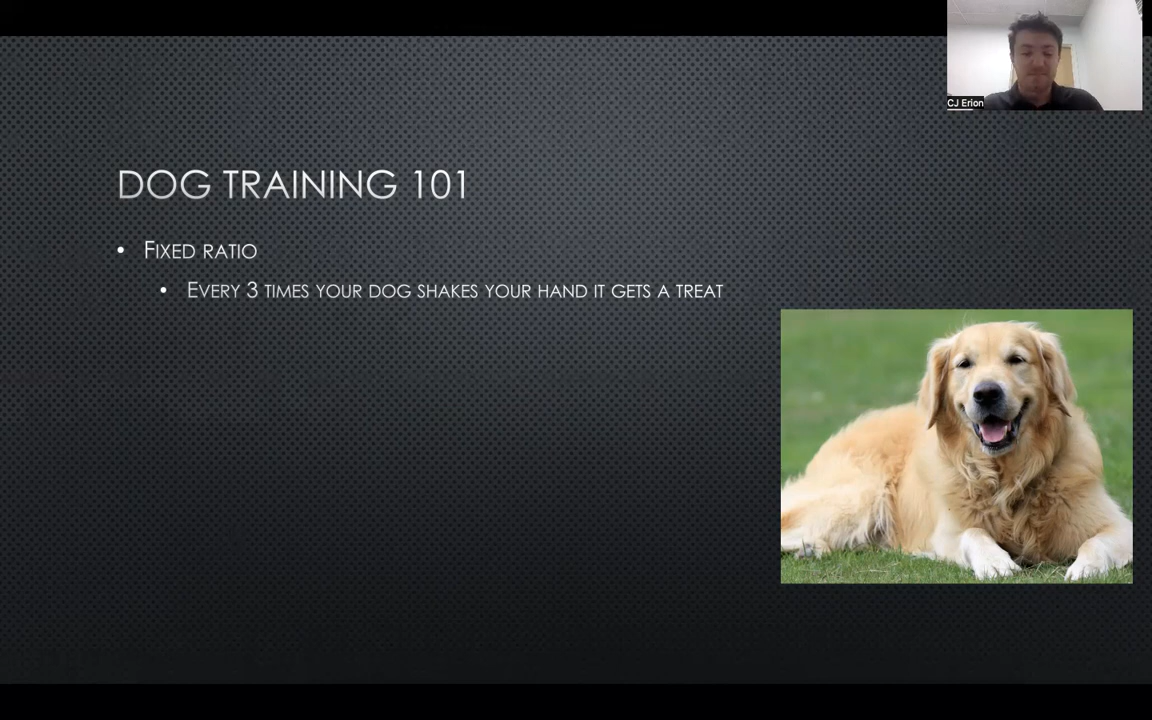 CJ Erion
DOG TRAINING 101
• FIXED RATIO
• EVERY 3 TIMES YOUR DOG SHAKES YOUR HAND IT GETS A TREAT